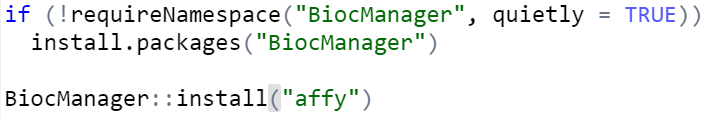 if (!requireNamespace("BiocManager", quietly = TRUE))
  install.packages("BiocManager")
BiocManager::install("affy")